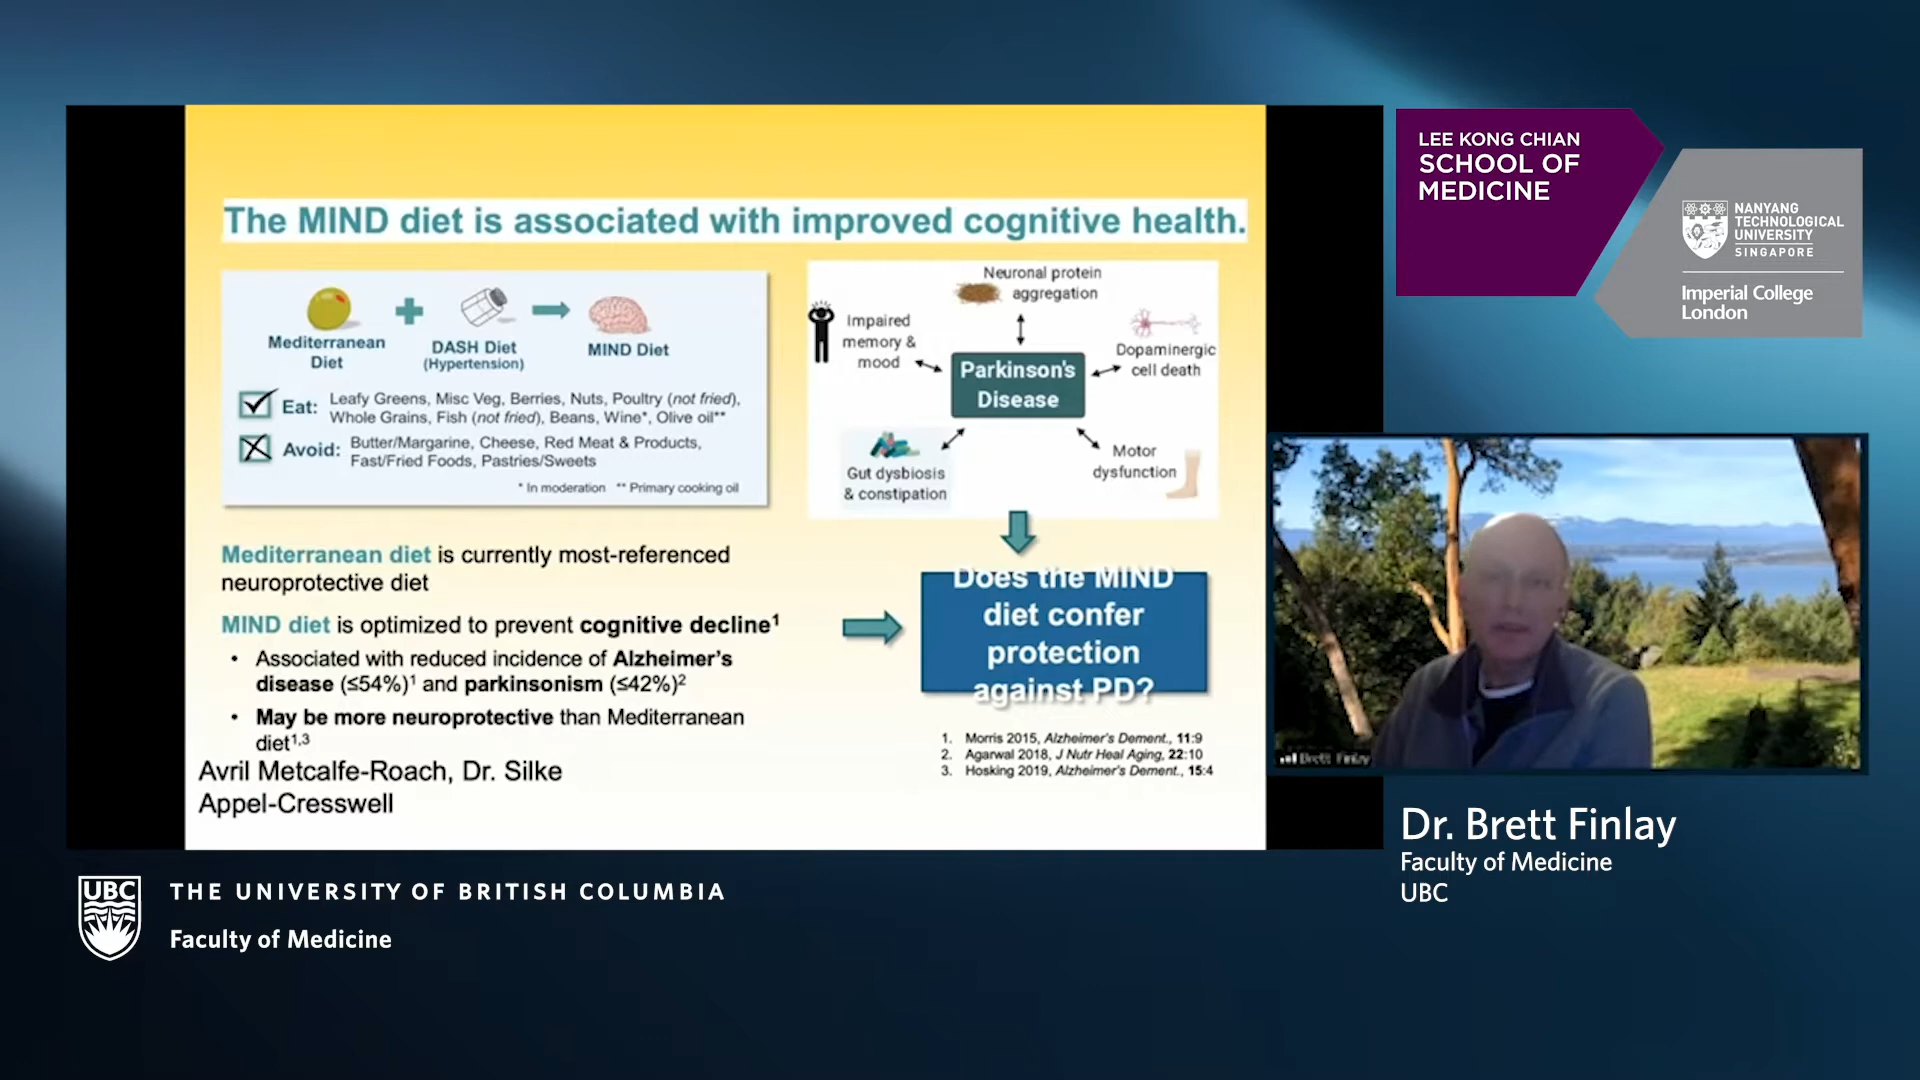 The MIND diet is associated with improved cognitive health.
Mediterranean
Diet
DASH Diet
(Hypertension)
MIND Diet
Eat:
Leafy Greens, Misc Veg, Berries, Nuts, Poultry (not fried),
Whole Grains, Fish (not fried), Beans, Wine*, Olive oil**
Avoid:
Butter/Margarine, Cheese, Red Meat & Products,
Fast/Fried Foods, Pastries/Sweets
* In moderation ** Primary cooking oil
Neuronal protein
aggregation
Impaired
memory &
mood
Dopaminergic
cell death
Parkinson's
Disease
Gut dysbiosis
& constipation
Motor
dysfunction
Mediterranean diet is currently most-referenced
neuroprotective diet
MIND diet is optimized to prevent cognitive decline¹
• Associated with reduced incidence of Alzheimer's
disease (≤54%)¹ and parkinsonism (≤42%)²
• May be more neuroprotective than Mediterranean
diet¹,³
Does the MIND
diet confer
protection
against PD?
1. Morris 2015, Alzheimer's Dement., 11:9
2. Agarwal 2018, J Nutr Heal Aging, 22:10
3. Hosking 2019, Alzheimer's Dement., 15:4
Avril Metcalfe-Roach, Dr. Silke
Appel-Cresswell
LEE KONG CHIAN
SCHOOL OF
MEDICINE
NANYANG
TECHNOLOGICAL
UNIVERSITY
SINGAPORE
Imperial College
London
Brett Finlay
Dr. Brett Finlay
Faculty of Medicine
UBC
UBC
THE UNIVERSITY OF BRITISH COLUMBIA
Faculty of Medicine